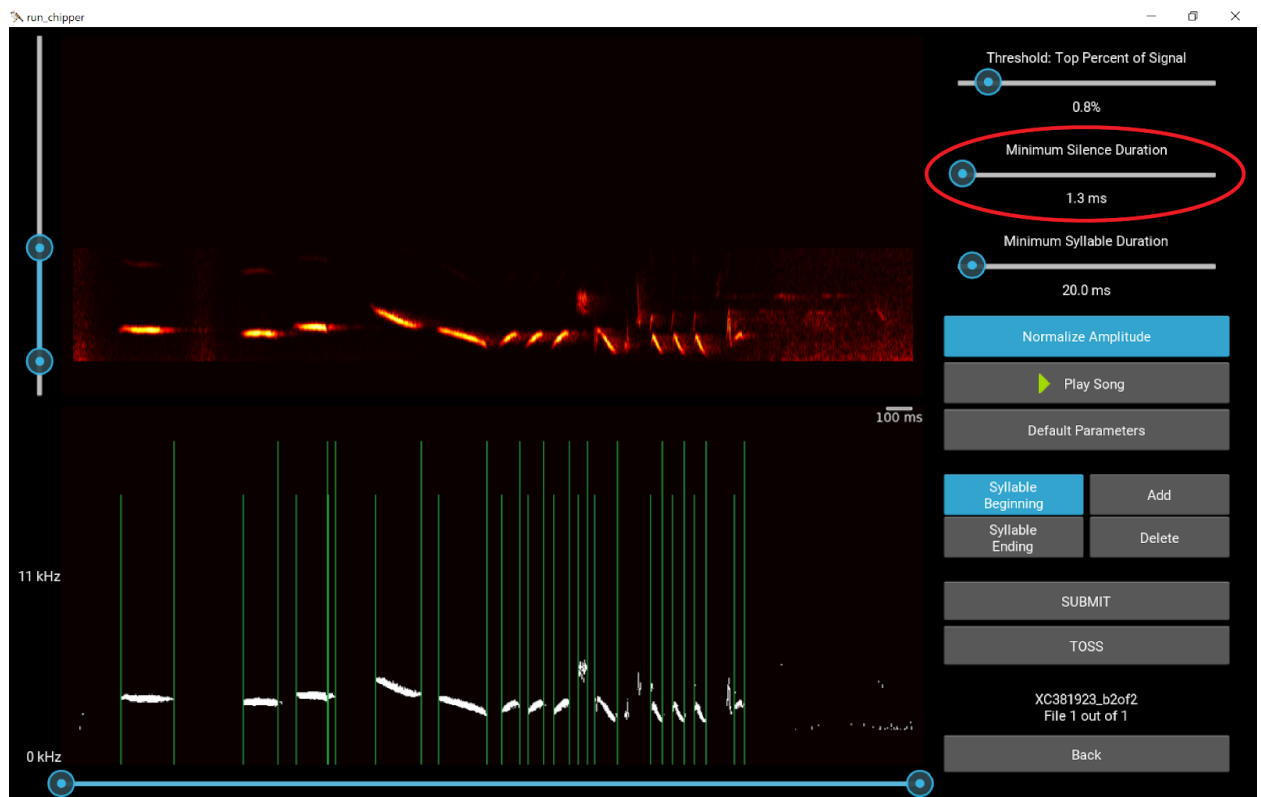 run_chipper
Threshold: Top Percent of Signal
0.8%
Minimum Silence Duration
1.3 ms
Minimum Syllable Duration
20.0 ms
Normalize Amplitude
Play Song
Default Parameters
100 ms
Syllable
Beginning
Add
Syllable
Ending
Delete
11 kHz
SUBMIT
TOSS
XC381923_b2of2
File 1 out of 1
0 kHz
Back